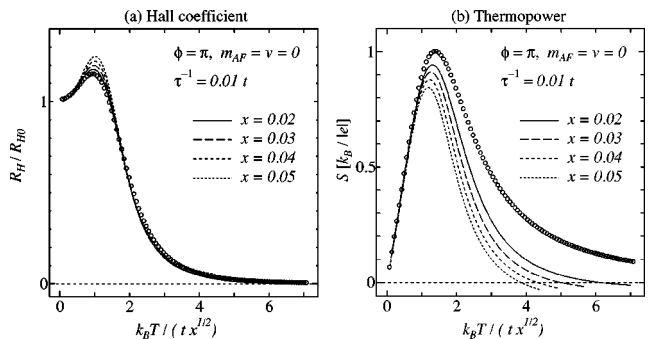 (a) Hall coefficient
ϕ = π, m_AF = v = 0
τ^-1 = 0.01 t
x = 0.02
x = 0.03
x = 0.04
x = 0.05
R_H / R_H0
1
0
0 2 4 6
k_B T / ( t x^1/2 )
(b) Thermopower
ϕ = π, m_AF = v = 0
τ^-1 = 0.01 t
x = 0.02
x = 0.03
x = 0.04
x = 0.05
S [k_B / |e|]
1
0.5
0
0 2 4 6
k_B T / ( t x^1/2 )